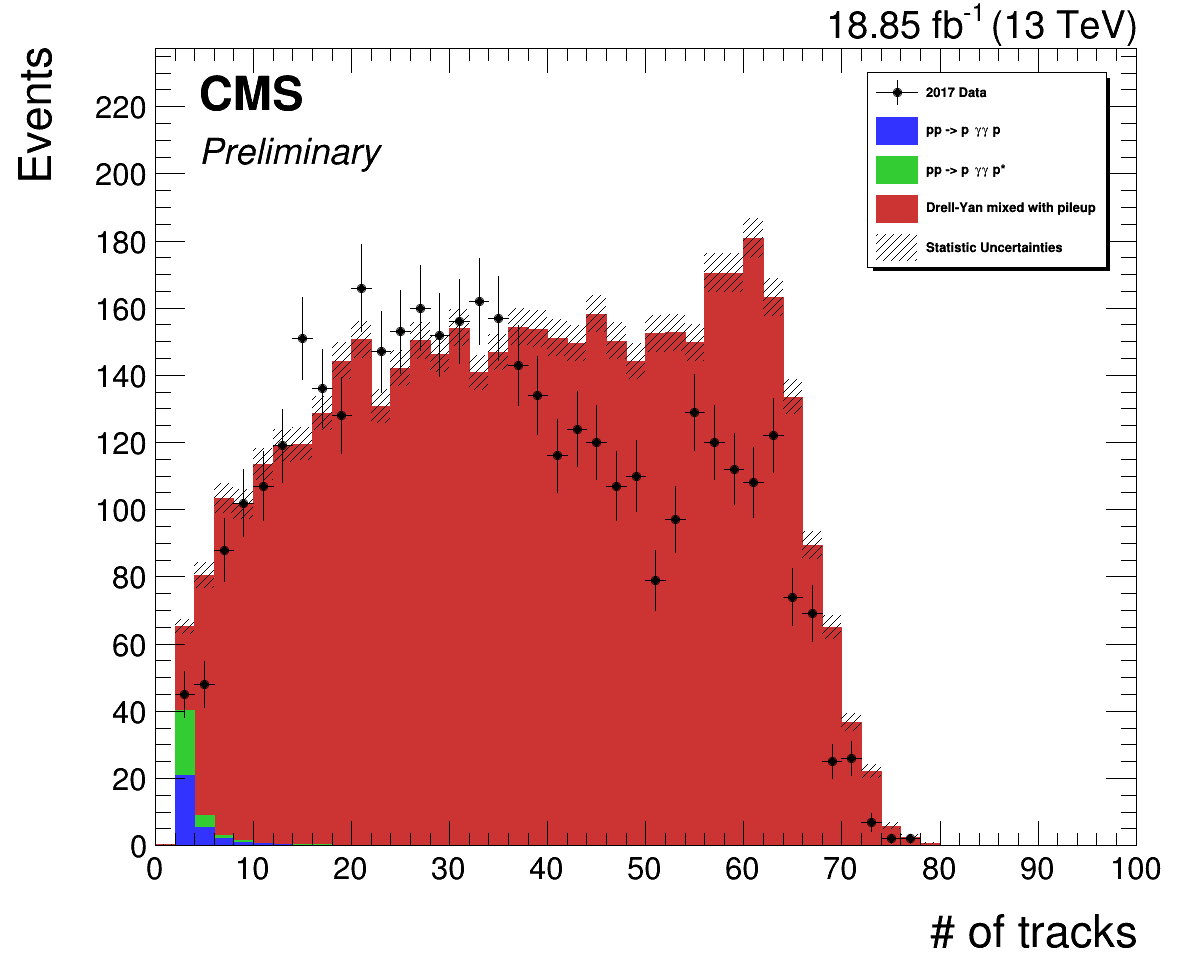 18.85 fb⁻¹ (13 TeV)
Events
CMS
Preliminary
2017 Data
pp -> p γγ p
pp -> p γγ p*
Drell-Yan mixed with pileup
Statistic Uncertainties
220
200
180
160
140
120
100
80
60
40
20
0
0 10 20 30 40 50 60 70 80 90 100
# of tracks